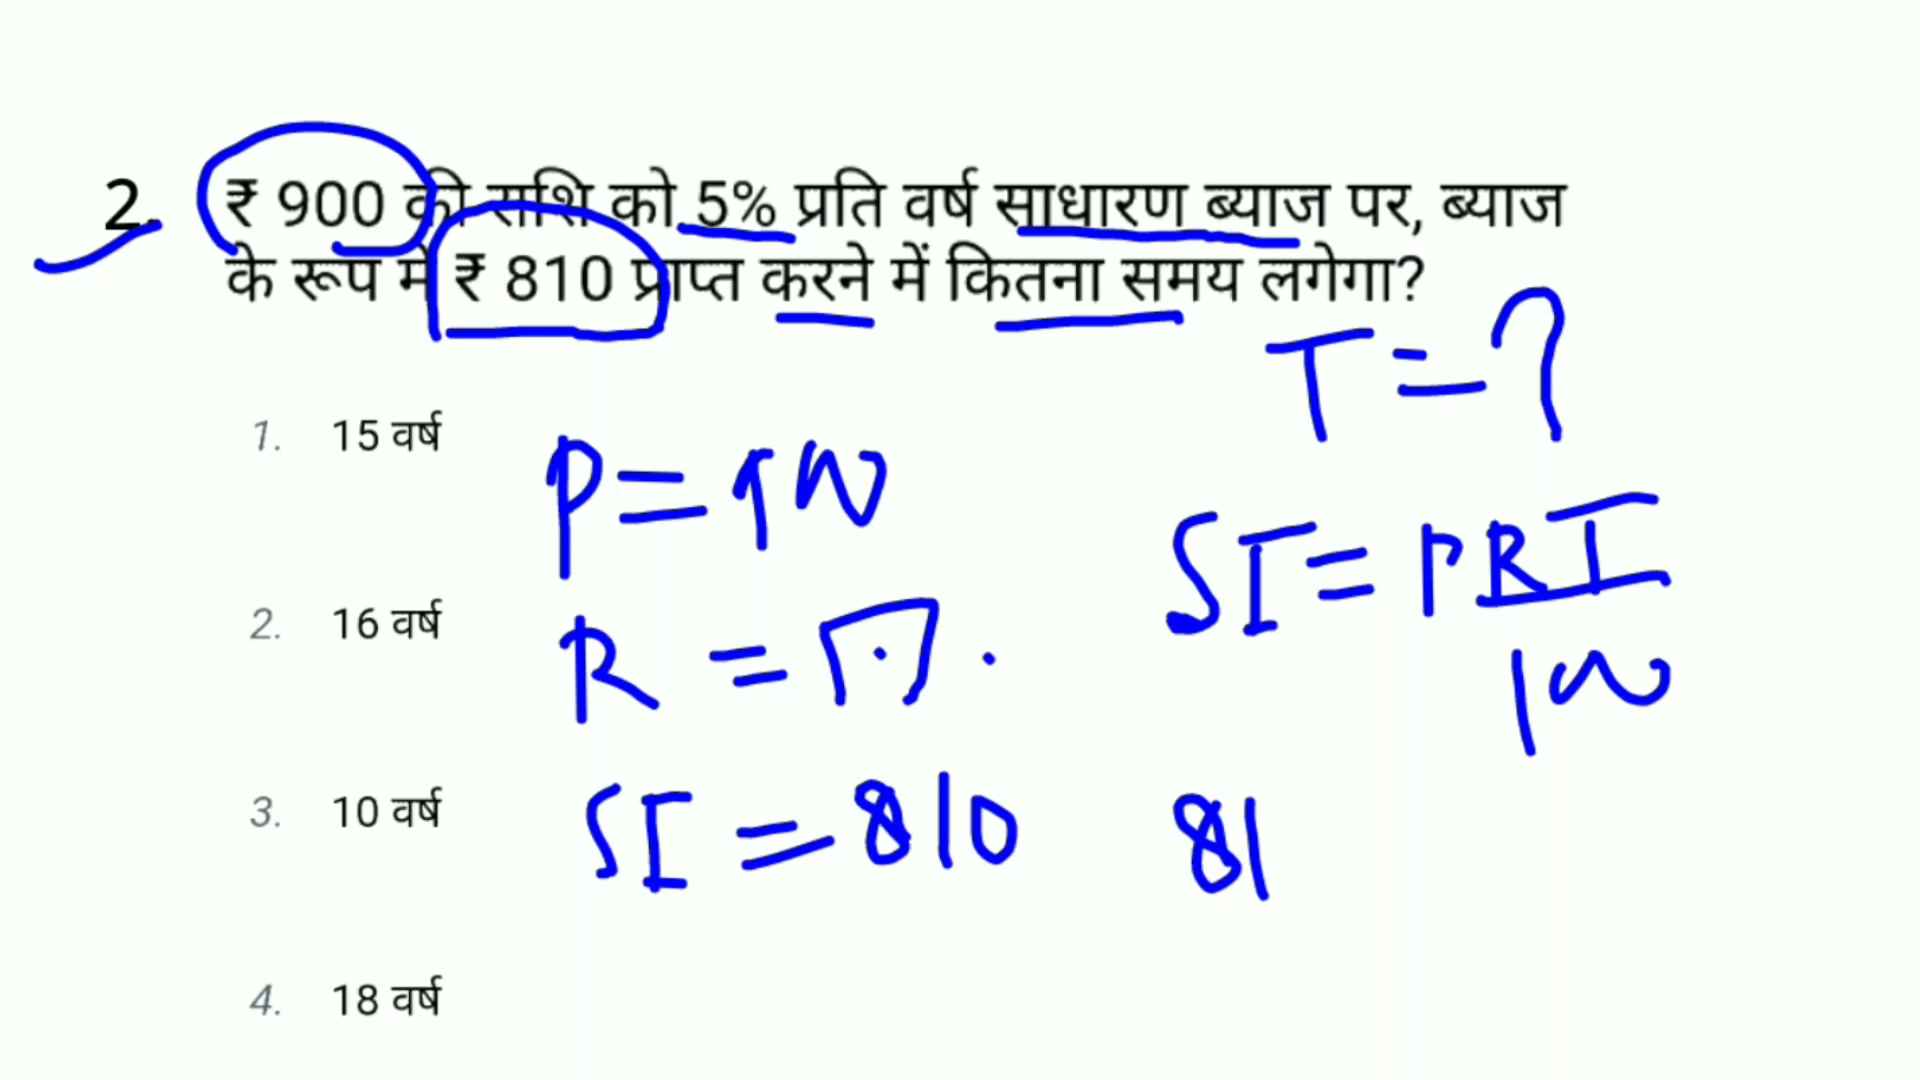 2. ₹ 900 की राशि को 5% प्रति वर्ष साधारण ब्याज पर, ब्याज
के रूप में ₹ 810 प्राप्त करने में कितना समय लगेगा?
T = ?
1. 15 वर्ष
P = 900
SI = PRT
100
2. 16 वर्ष
R =
3. 10 वर्ष
SI = 810
81
4. 18 वर्ष